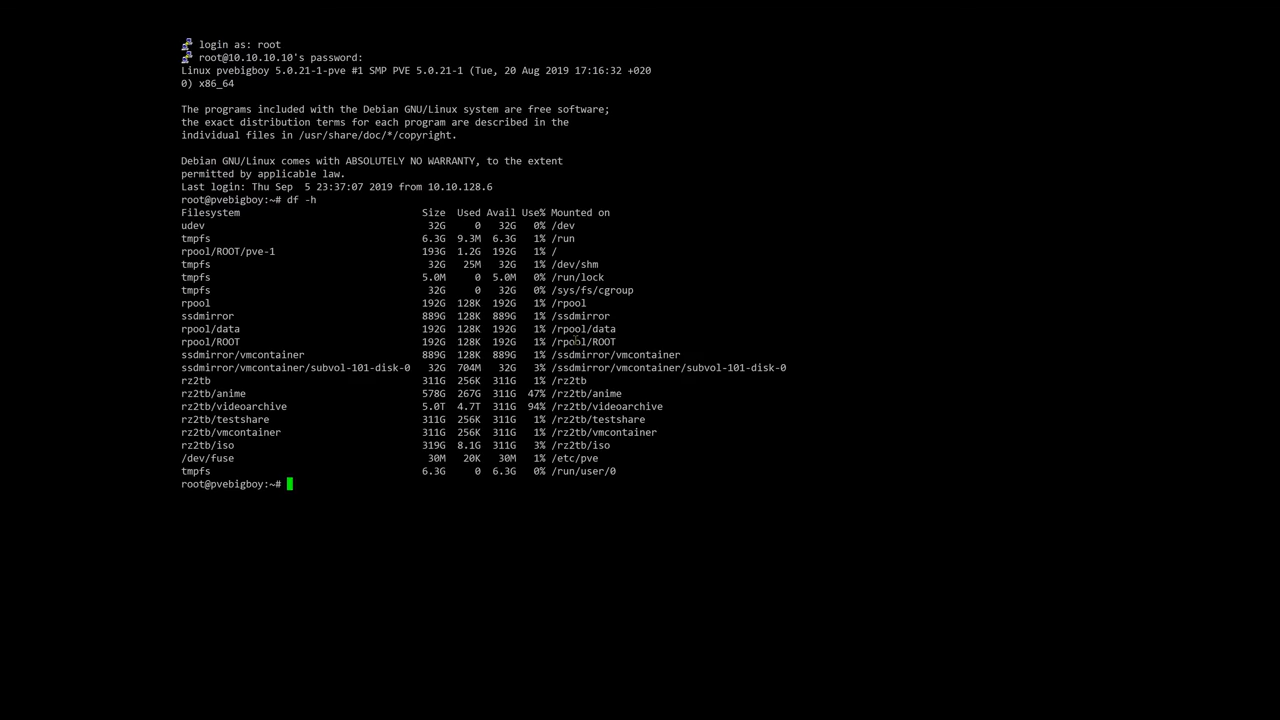 login as: root
root@10.10.10.10's password:
Linux pvebigboy 5.0.21-1-pve #1 SMP PVE 5.0.21-1 (Tue, 20 Aug 2019 17:16:32 +020
0) x86_64
The programs included with the Debian GNU/Linux system are free software;
the exact distribution terms for each program are described in the
individual files in /usr/share/doc/*/copyright.
Debian GNU/Linux comes with ABSOLUTELY NO WARRANTY, to the extent
permitted by applicable law.
Last login: Thu Sep  5 23:37:07 2019 from 10.10.128.6
root@pvebigboy:~# df -h
Filesystem Size Used Avail Use% Mounted on
udev 32G 0 32G 0% /dev
tmpfs 6.3G 9.3M 6.3G 1% /run
rpool/ROOT/pve-1 193G 1.2G 192G 1% /
tmpfs 32G 25M 32G 1% /dev/shm
tmpfs 5.0M 0 5.0M 0% /run/lock
tmpfs 32G 0 32G 0% /sys/fs/cgroup
rpool 192G 128K 192G 1% /rpool
ssdmirror 889G 128K 889G 1% /ssdmirror
rpool/data 192G 128K 192G 1% /rpool/data
rpool/ROOT 192G 128K 192G 1% /rpool/ROOT
ssdmirror/vmcontainer 889G 128K 889G 1% /ssdmirror/vmcontainer
ssdmirror/vmcontainer/subvol-101-disk-0 32G 704M 32G 3% /ssdmirror/vmcontainer/subvol-101-disk-0
rz2tb 311G 256K 311G 1% /rz2tb
rz2tb/anime 578G 267G 311G 47% /rz2tb/anime
rz2tb/videoarchive 5.0T 4.7T 311G 94% /rz2tb/videoarchive
rz2tb/testshare 311G 256K 311G 1% /rz2tb/testshare
rz2tb/vmcontainer 311G 256K 311G 1% /rz2tb/vmcontainer
rz2tb/iso 319G 8.1G 311G 3% /rz2tb/iso
/dev/fuse 30M 20K 30M 1% /etc/pve
tmpfs 6.3G 0 6.3G 0% /run/user/0
root@pvebigboy:~#